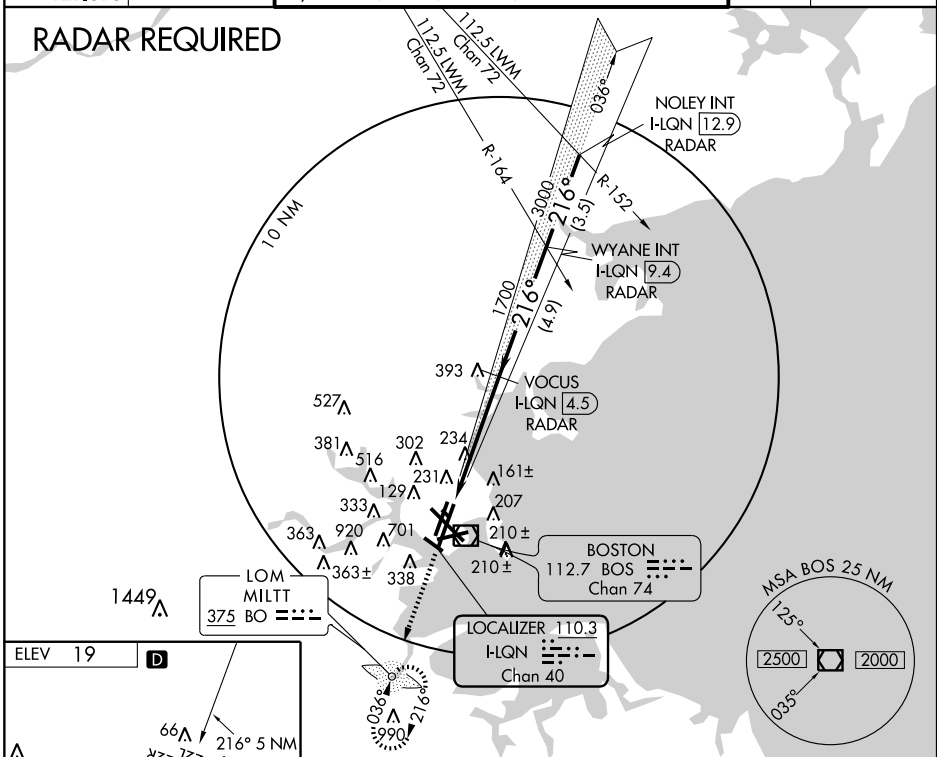 RADAR REQUIRED
112.5 LWM
Chan 72
112.5 LWM
Chan 72
036°
NOLEY INT
I-LQN 12.9
RADAR
R-164
R-152
3000
216°
(3.5)
10 NM
WYANE INT
I-LQN 9.4
RADAR
1700
216°
(4.9)
393
VOCUS
I-LQN 4.5
RADAR
527
381
516
302
234
231
161±
129
333
207
363
920
701
210±
363±
338
210±
1449
BOSTON
112.7 BOS
Chan 74
LOM
MILTT
375 BO
LOCALIZER 110.3
I-LQN
Chan 40
MSA BOS 25 NM
125°
2500
2000
035°
036°
216°
990
ELEV 19
D
66
216° 5 NM